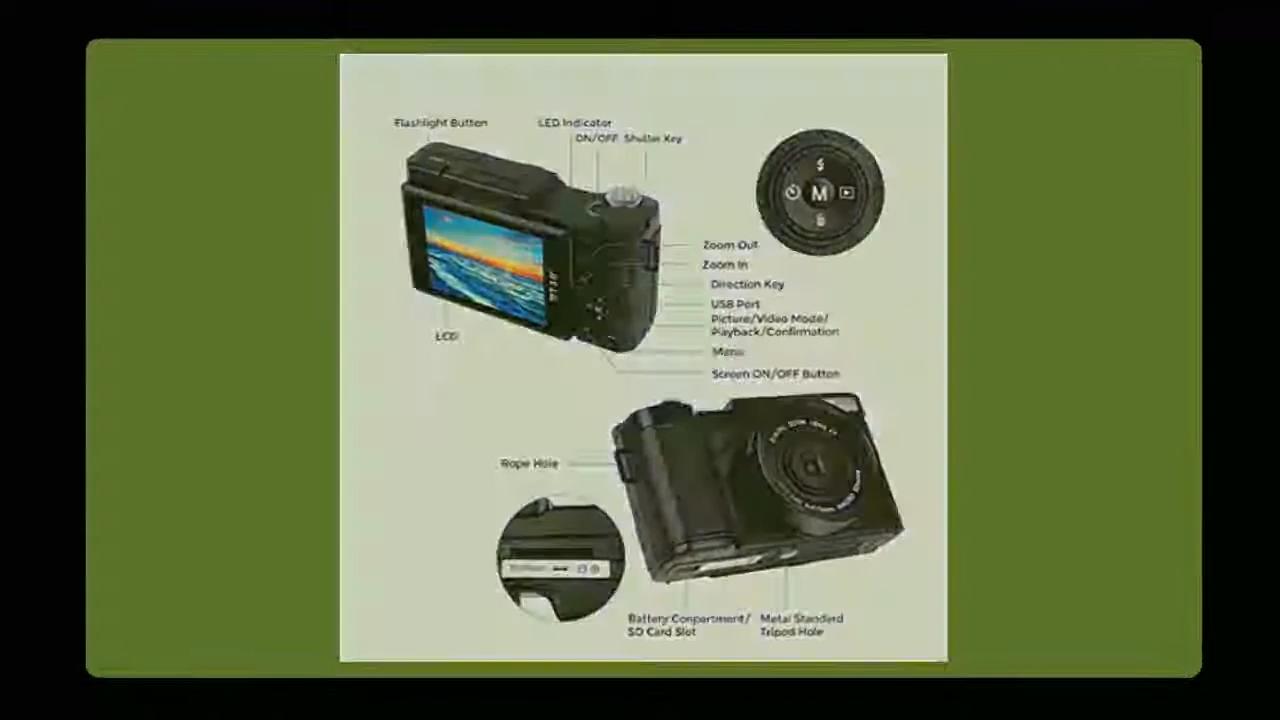 Flashlight Button
LED Indicator
ON/OFF Shutter Key
M
Zoom Out
Zoom In
Direction Key
USB Port
Picture/Video Mode/
Playback/Confirmation
LCD
Menu
Screen ON/OFF Button
Rope Hole
Battery Conpartment/
SD Card Slot
Metal Standard
Tripod Hole